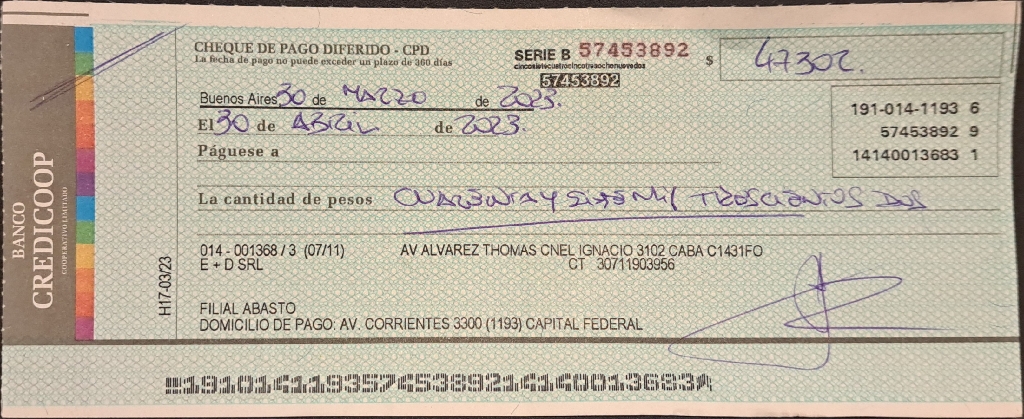 BANCO
CREDICOOP
COOPERATIVO LIMITADO
CHEQUE DE PAGO DIFERIDO - CPD
La fecha de pago no puede exceder un plazo de 360 días
SERIE B 57453892
cincosietecuatrocincotresochonuevedos
57453892
$ 47302.
Buenos Aires 30 de MARZO de 2023.
El 30 de ABRIL de 2023.
Páguese a
191-014-1193 6
57453892 9
14140013683 1
La cantidad de pesos CUARENTA Y SIETE MIL TRESCIENTOS DOS
014 - 001368 / 3 (07/11)
E + D SRL
AV ALVAREZ THOMAS CNEL IGNACIO 3102 CABA C1431FO
CT 30711903956
H17-03/23
FILIAL ABASTO
DOMICILIO DE PAGO: AV. CORRIENTES 3300 (1193) CAPITAL FEDERAL
19101411935745389214140013683